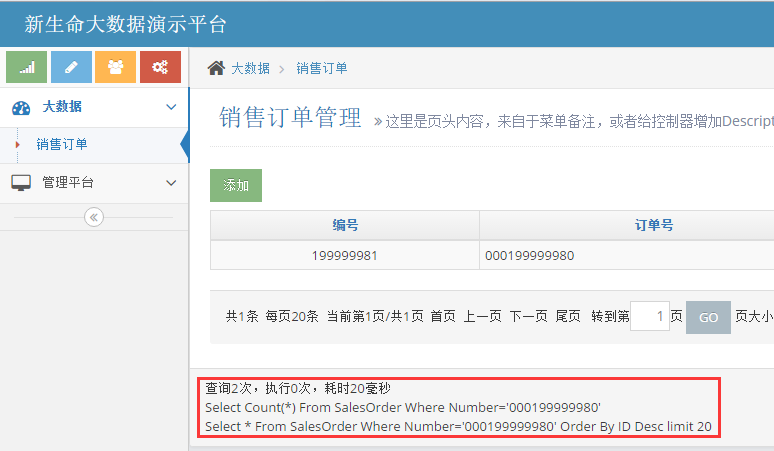 新生命大数据演示平台
大数据 > 销售订单
大数据
销售订单
管理平台
销售订单管理 » 这里是页头内容，来自于菜单备注，或者给控制器增加Descript
添加
编号 订单号
199999981 000199999980
共1条 每页20条 当前第1页/共1页 首页 上一页 下一页 尾页 转到第 1 页 GO 页大小
查询2次，执行0次，耗时20毫秒
Select Count(*) From SalesOrder Where Number='000199999980'
Select * From SalesOrder Where Number='000199999980' Order By ID Desc limit 20